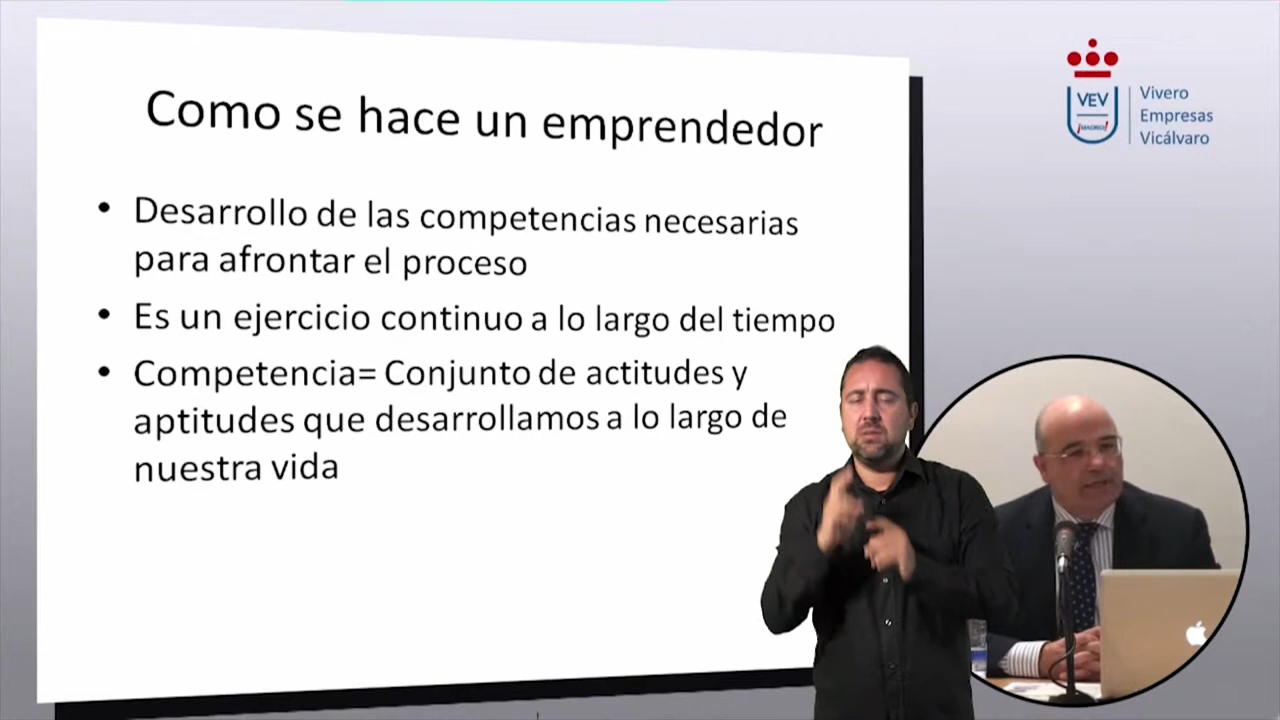 Como se hace un emprendedor
• Desarrollo de las competencias necesarias
para afrontar el proceso
• Es un ejercicio continuo a lo largo del tiempo
• Competencia= Conjunto de actitudes y
aptitudes que desarrollamos a lo largo de
nuestra vida
VEV
¡MADRID!
Vivero
Empresas
Vicálvaro